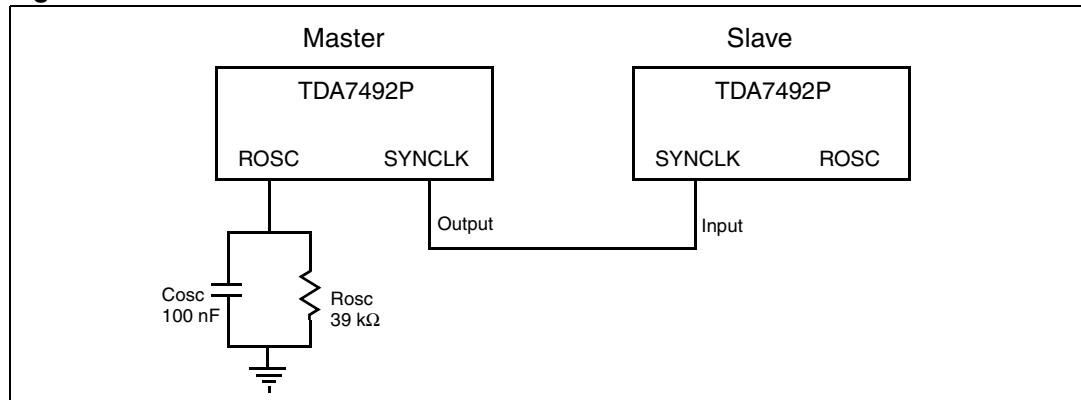 Master
Slave
TDA7492P
TDA7492P
ROSC
SYNCLK
SYNCLK
ROSC
Output
Input
Cosc
100 nF
Rosc
39 kΩ